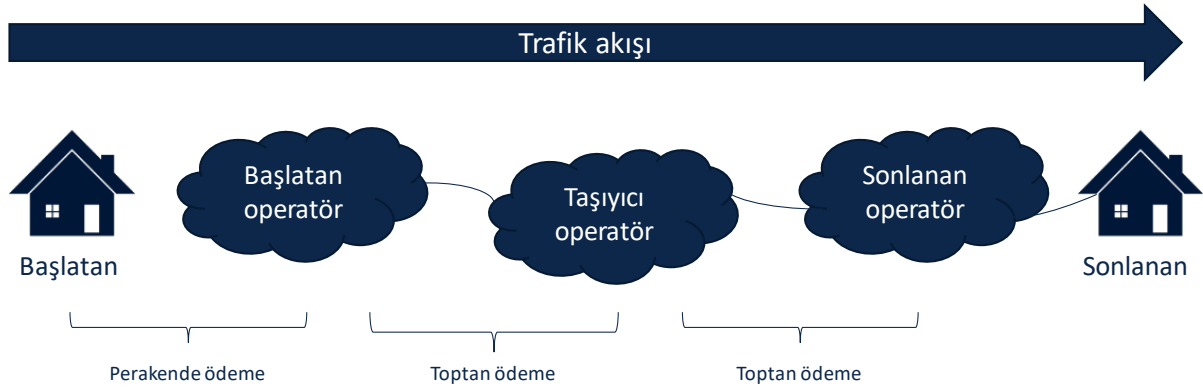 Trafik akışı
Başlatan
operatör
Taşıyıcı
operatör
Sonlanan
operatör
Başlatan
Sonlanan
Perakende ödeme
Toptan ödeme
Toptan ödeme